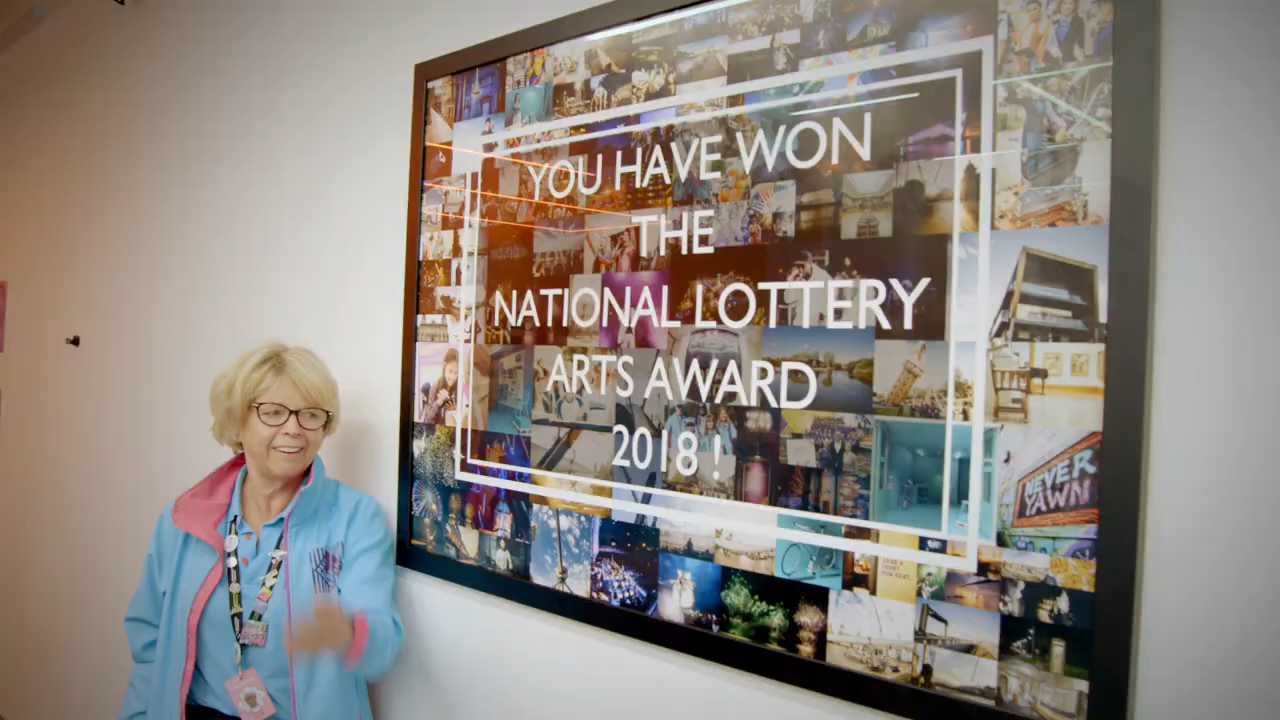 YOU HAVE WON
THE
NATIONAL LOTTERY
ARTS AWARD
2018 !
NEVER
YAWN